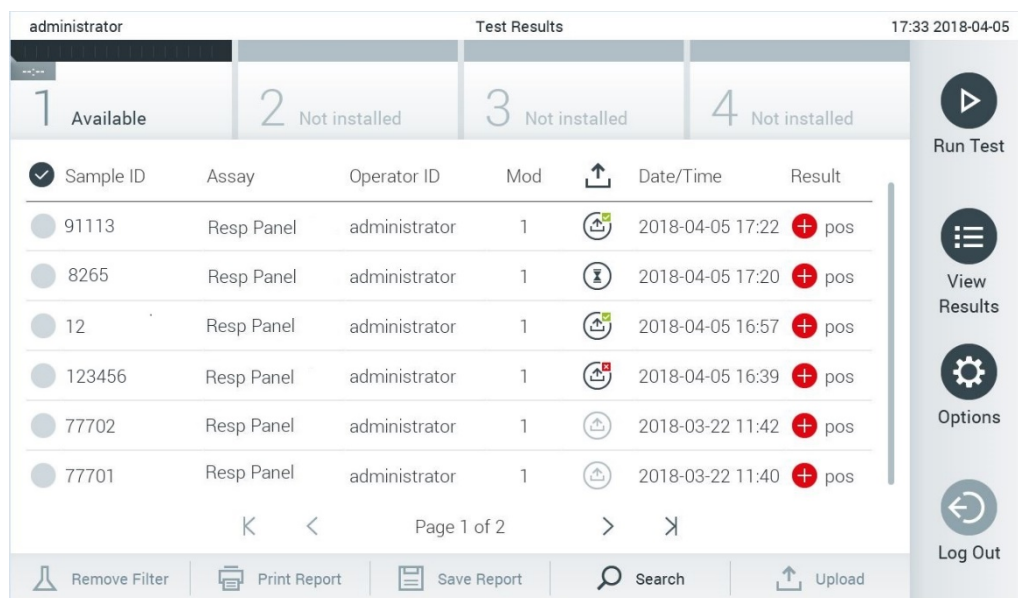 administrator Test Results 17:33 2018-04-05
--:--
1 Available 2 Not installed 3 Not installed 4 Not installed
Run Test
Sample ID Assay Operator ID Mod Date/Time Result
91113 Resp Panel administrator 1 2018-04-05 17:22 pos
8265 Resp Panel administrator 1 2018-04-05 17:20 pos
View
Results
12 Resp Panel administrator 1 2018-04-05 16:57 pos
123456 Resp Panel administrator 1 2018-04-05 16:39 pos
Options
77702 Resp Panel administrator 1 2018-03-22 11:42 pos
77701 Resp Panel administrator 1 2018-03-22 11:40 pos
Page 1 of 2
Log Out
Remove Filter Print Report Save Report Search Upload